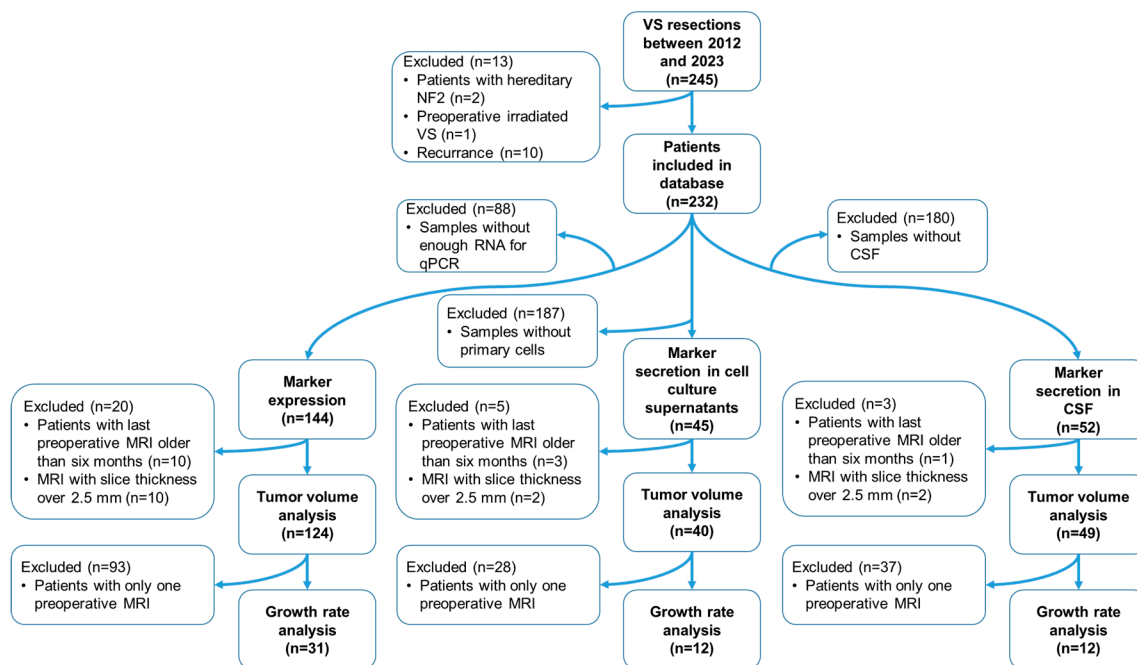 VS resections
between 2012
and 2023
(n=245)
Excluded (n=13)
• Patients with hereditary
NF2 (n=2)
• Preoperative irradiated
VS (n=1)
• Recurrance (n=10)
Patients
included in
database
(n=232)
Excluded (n=88)
• Samples without
enough RNA for
qPCR
Excluded (n=180)
• Samples without
CSF
Excluded (n=187)
• Samples without
primary cells
Marker
expression
(n=144)
Marker
secretion in cell
culture
supernatants
(n=45)
Marker
secretion in
CSF
(n=52)
Excluded (n=20)
• Patients with last
preoperative MRI older
than six months (n=10)
• MRI with slice thickness
over 2.5 mm (n=10)
Excluded (n=5)
• Patients with last
preoperative MRI older
than six months (n=3)
• MRI with slice thickness
over 2.5 mm (n=2)
Excluded (n=3)
• Patients with last
preoperative MRI older
than six months (n=1)
• MRI with slice thickness
over 2.5 mm (n=2)
Tumor volume
analysis
(n=124)
Tumor volume
analysis
(n=40)
Tumor volume
analysis
(n=49)
Excluded (n=93)
• Patients with only one
preoperative MRI
Excluded (n=28)
• Patients with only one
preoperative MRI
Excluded (n=37)
• Patients with only one
preoperative MRI
Growth rate
analysis
(n=31)
Growth rate
analysis
(n=12)
Growth rate
analysis
(n=12)